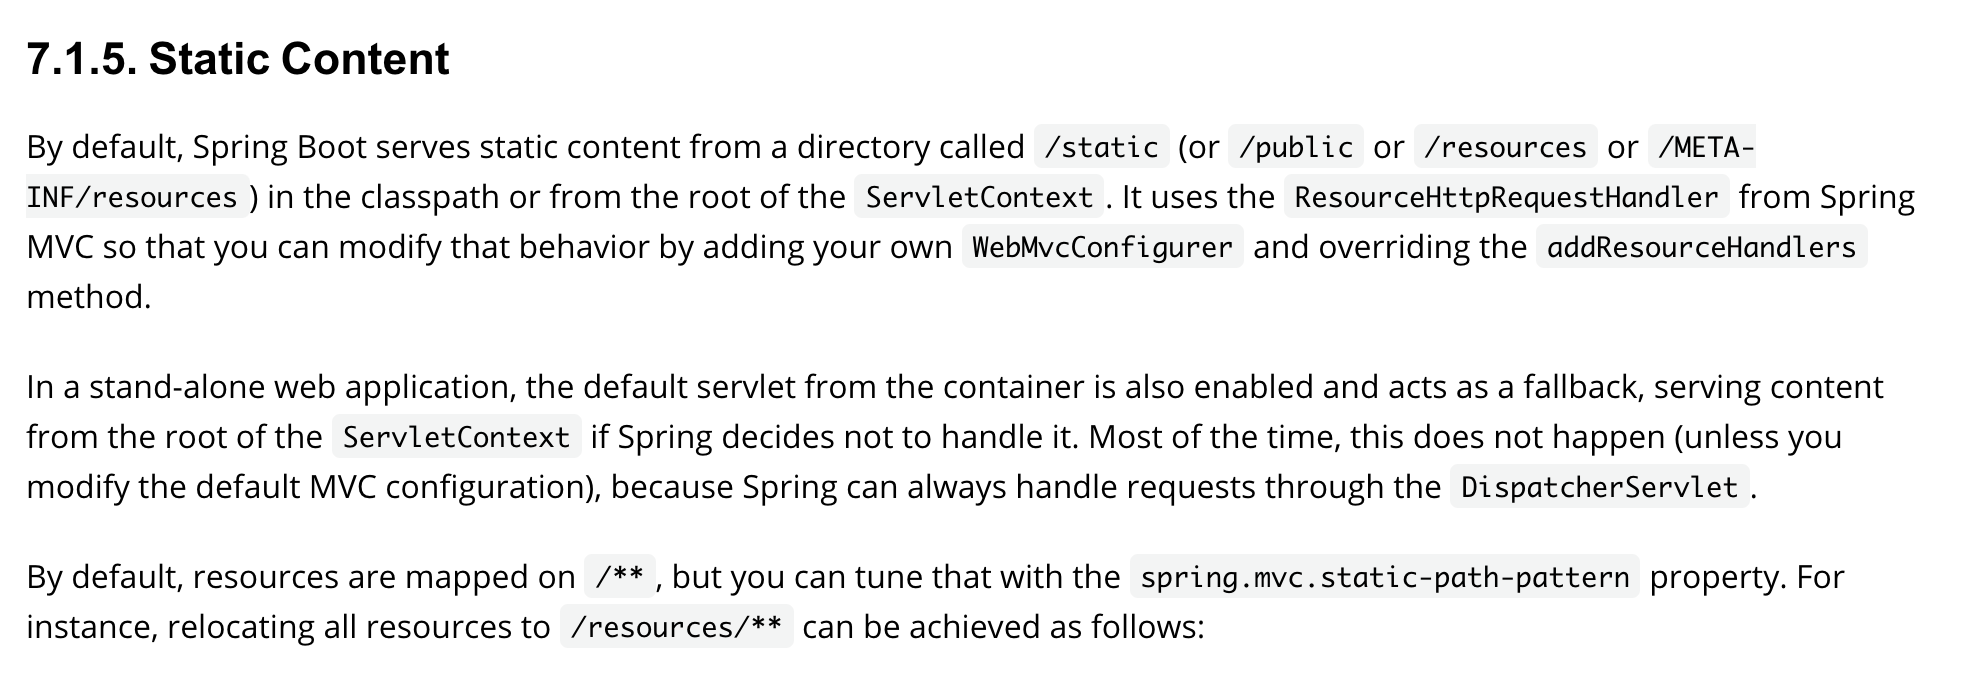 7.1.5. Static Content
By default, Spring Boot serves static content from a directory called /static (or /public or /resources or /META-
INF/resources) in the classpath or from the root of the ServletContext. It uses the ResourceHttpRequestHandler from Spring
MVC so that you can modify that behavior by adding your own WebMvcConfigurer and overriding the addResourceHandlers
method.
In a stand-alone web application, the default servlet from the container is also enabled and acts as a fallback, serving content
from the root of the ServletContext if Spring decides not to handle it. Most of the time, this does not happen (unless you
modify the default MVC configuration), because Spring can always handle requests through the DispatcherServlet.
By default, resources are mapped on /**, but you can tune that with the spring.mvc.static-path-pattern property. For
instance, relocating all resources to /resources/** can be achieved as follows: